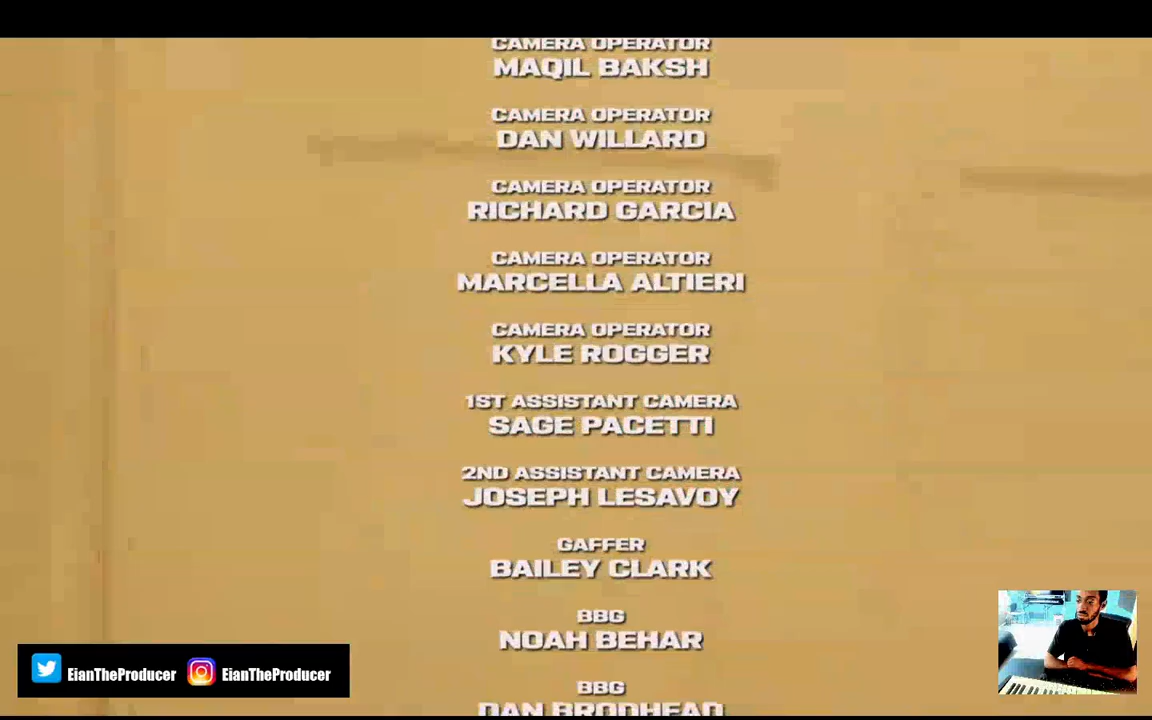 CAMERA OPERATOR
MAQIL BAKSH
CAMERA OPERATOR
DAN WILLARD
CAMERA OPERATOR
RICHARD GARCIA
CAMERA OPERATOR
MARCELLA ALTIERI
CAMERA OPERATOR
KYLE ROGGER
1ST ASSISTANT CAMERA
SAGE PACETTI
2ND ASSISTANT CAMERA
JOSEPH LESAVOY
GAFFER
BAILEY CLARK
BBG
NOAH BEHAR
BBG
DAN BRODHEAD
EianTheProducer EianTheProducer